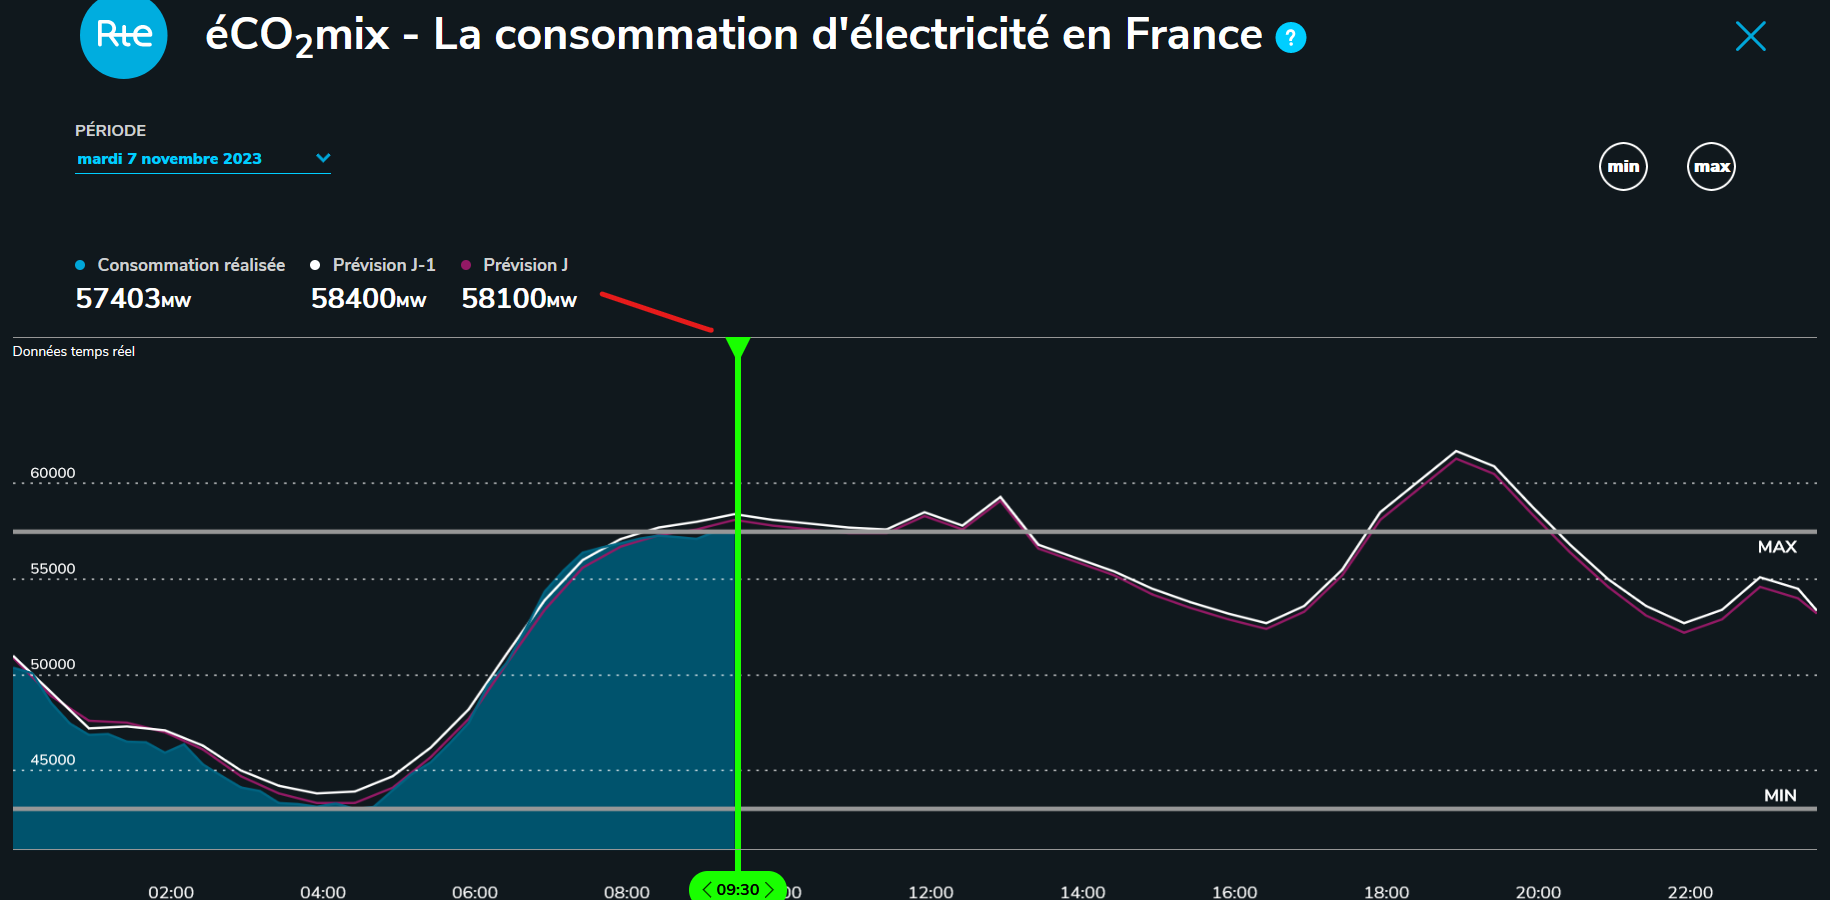 Rte
éCO2mix - La consommation d'électricité en France ?
PÉRIODE
mardi 7 novembre 2023
min max
Consommation réalisée Prévision J-1 Prévision J
57403MW 58400MW 58100MW
Données temps réel
60000
MAX
55000
50000
45000
MIN
02:00 04:00 06:00 08:00 09:30 00 12:00 14:00 16:00 18:00 20:00 22:00